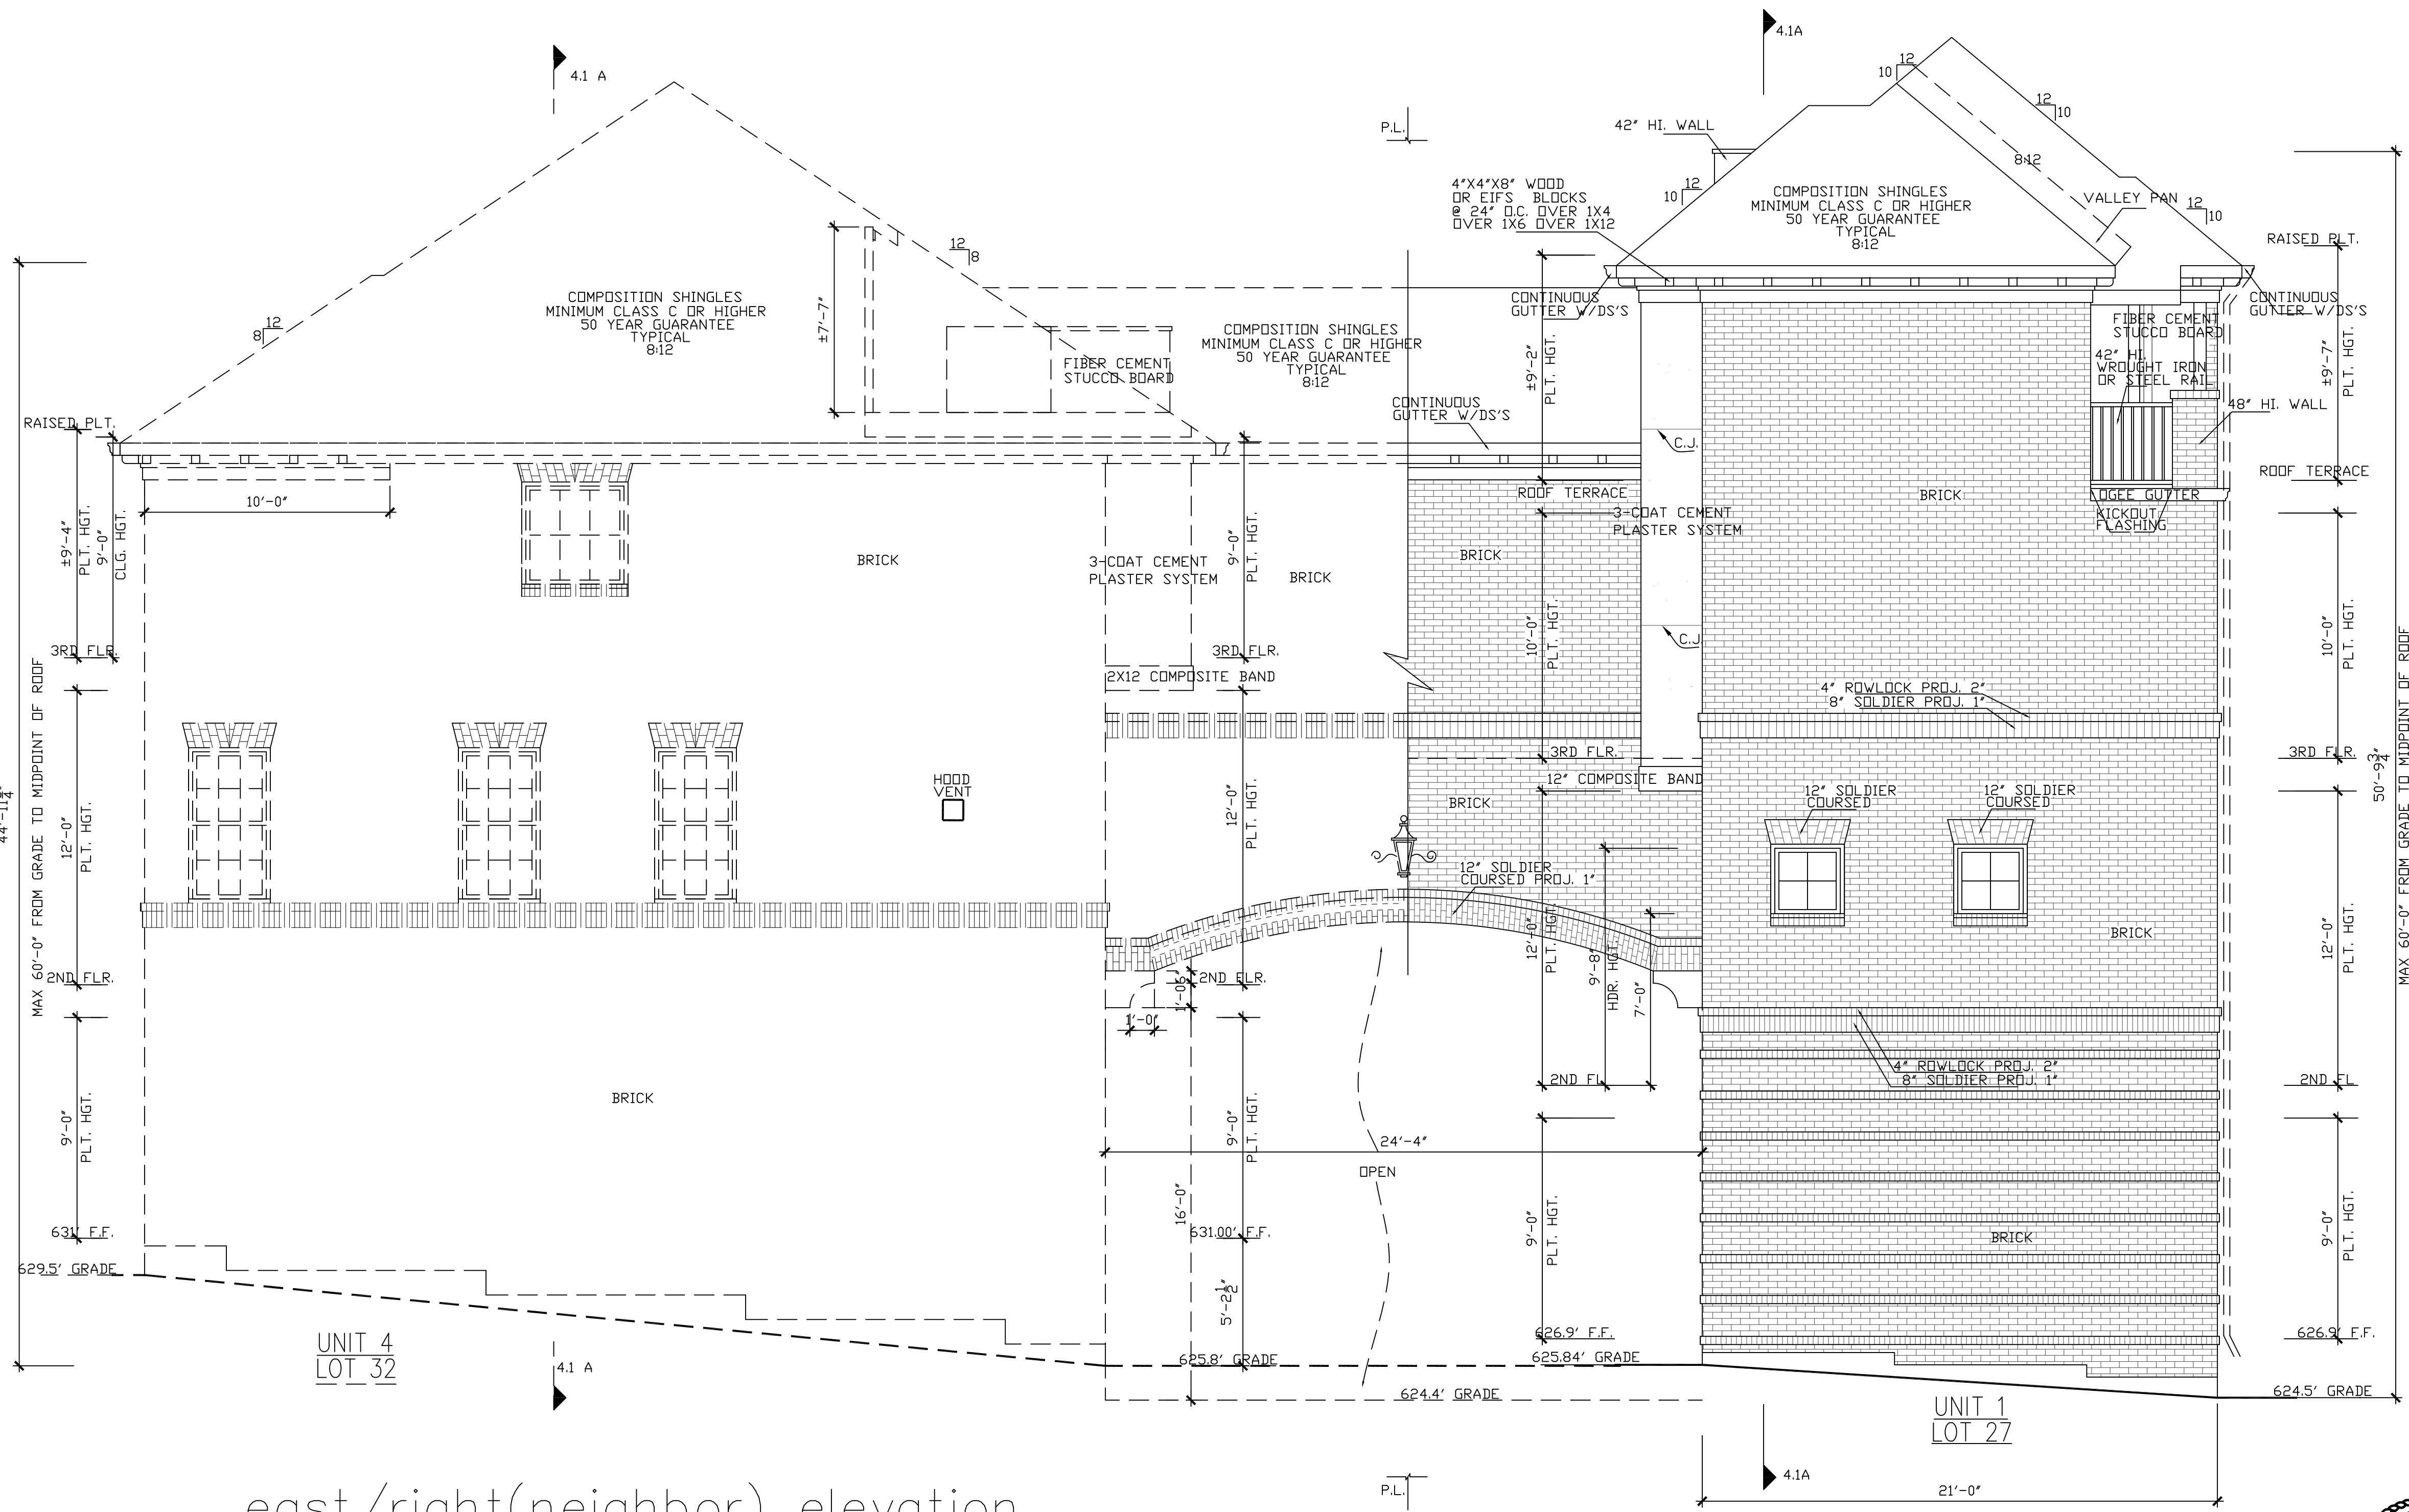 4.1 A
4.1A
P.L.
42" HI. WALL
12
10
12
10
12
10
12
10
8:12
4"X4"X8" WOOD
OR EIFS BLOCKS
@ 24" O.C. OVER 1X4
OVER 1X6 OVER 1X12
COMPOSITION SHINGLES
MINIMUM CLASS C OR HIGHER
50 YEAR GUARANTEE
TYPICAL
8:12
VALLEY PAN
RAISED PLT.
12
8
12
8
±7'-7"
COMPOSITION SHINGLES
MINIMUM CLASS C OR HIGHER
50 YEAR GUARANTEE
TYPICAL
8:12
COMPOSITION SHINGLES
MINIMUM CLASS C OR HIGHER
50 YEAR GUARANTEE
TYPICAL
8:12
FIBER CEMENT
STUCCO BOARD
CONTINUOUS
GUTTER W/DS'S
CONTINUOUS
GUTTER W/DS'S
CONTINUOUS
GUTTER W/DS'S
±9'-2"
PLT. HGT.
FIBER CEMENT
STUCCO BOARD
42" HI.
WROUGHT IRON
OR STEEL RAIL
48" HI. WALL
±9'-7"
PLT. HGT.
RAISED PLT.
C.J.
ROOF TERRACE
ROOF TERRACE
10'-0"
BRICK
OGEE GUTTER
KICKOUT
FLASHING
3-COAT CEMENT
PLASTER SYSTEM
±9'-4"
PLT. HGT.
9'-0"
CLG. HGT.
BRICK
3-COAT CEMENT
PLASTER SYSTEM
9'-0"
PLT. HGT.
BRICK
BRICK
10'-0"
PLT. HGT.
C.J.
10'-0"
PLT. HGT.
3RD FLR.
3RD FLR.
2X12 COMPOSITE BAND
4" ROWLOCK PROJ. 2"
8" SOLDIER PROJ. 1"
3RD FLR.
3RD FLR.
44'-11 1/4"
MAX 60'-0" FROM GRADE TO MIDPOINT OF ROOF
50'-9 3/4"
MAX 60'-0" FROM GRADE TO MIDPOINT OF ROOF
HOOD
VENT
12" COMPOSITE BAND
BRICK
12" SOLDIER
COURSED
12" SOLDIER
COURSED
12'-0"
PLT. HGT.
12'-0"
PLT. HGT.
12" SOLDIER
COURSED PROJ. 1"
12'-0"
PLT. HGT.
9'-8"
HDR. HGT.
7'-0"
BRICK
12'-0"
PLT. HGT.
2ND FLR.
2ND FLR.
1'-0"
4" ROWLOCK PROJ. 2"
8" SOLDIER PROJ. 1"
2ND FL
2ND FL
BRICK
9'-0"
PLT. HGT.
9'-0"
PLT. HGT.
24'-4"
OPEN
16'-0"
9'-0"
PLT. HGT.
BRICK
9'-0"
PLT. HGT.
631' F.F.
631.00' F.F.
629.5' GRADE
5'-2 1/2"
626.9' F.F.
626.9' F.F.
625.8' GRADE
625.84' GRADE
624.4' GRADE
624.5' GRADE
UNIT 4
LOT 32
4.1 A
UNIT 1
LOT 27
4.1A
P.L.
21'-0"
east/right(neighbor) elevation